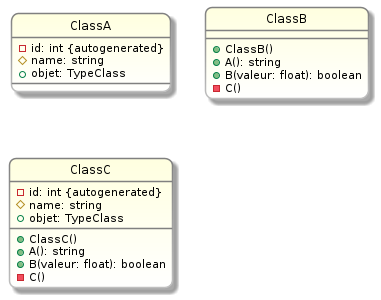 ClassA
id: int {autogenerated}
name: string
objet: TypeClass
ClassB
ClassB()
A(): string
B(valeur: float): boolean
C()
ClassC
id: int {autogenerated}
name: string
objet: TypeClass
ClassC()
A(): string
B(valeur: float): boolean
C()